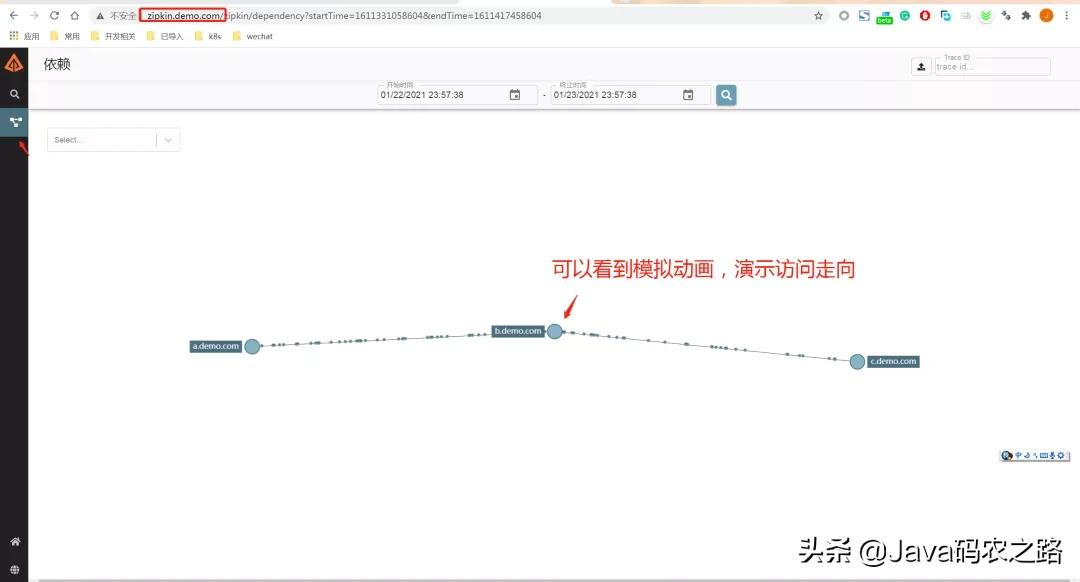 不安全 zipkin.demo.com/zipkin/dependency?startTime=1611331058604&endTime=1611417458604
beta
J
应用 常用 开发相关 已导入 k8s wechat
依赖
Trace ID
trace id...
开始时间 终止时间
01/22/2021 23:57:38 - 01/23/2021 23:57:38
Select...
可以看到模拟动画，演示访问走向
a.demo.com
b.demo.com
c.demo.com
中
头条 @Java码农之路